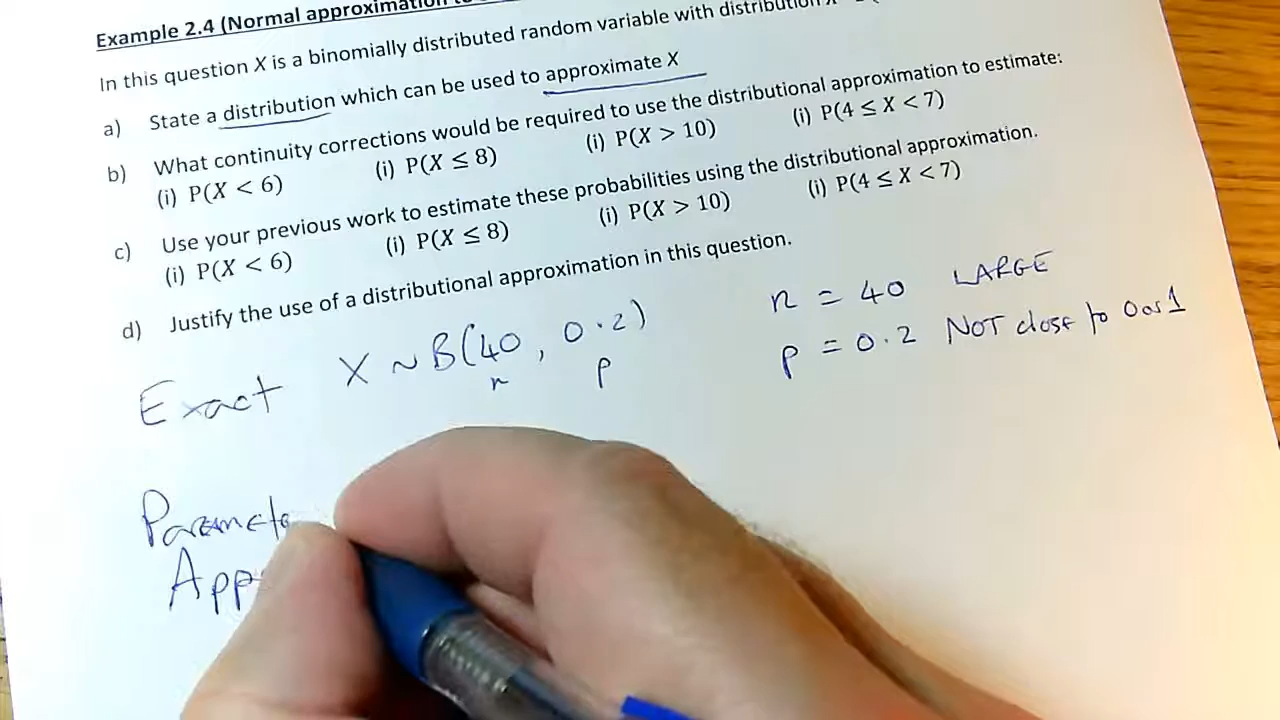 Example 2.4 (Normal approximation
In this question X is a binomially distributed random variable with distribution
a) State a distribution which can be used to approximate X
b) What continuity corrections would be required to use the distributional approximation to estimate:
(i) P(X < 6) (i) P(X ≤ 8) (i) P(X > 10) (i) P(4 ≤ X < 7)
c) Use your previous work to estimate these probabilities using the distributional approximation.
(i) P(X < 6) (i) P(X ≤ 8) (i) P(X > 10) (i) P(4 ≤ X < 7)
d) Justify the use of a distributional approximation in this question.
Exact X ~ B(40, 0.2) n = 40 LARGE
n p p = 0.2 NOT close to 0 or 1
Paramete
App